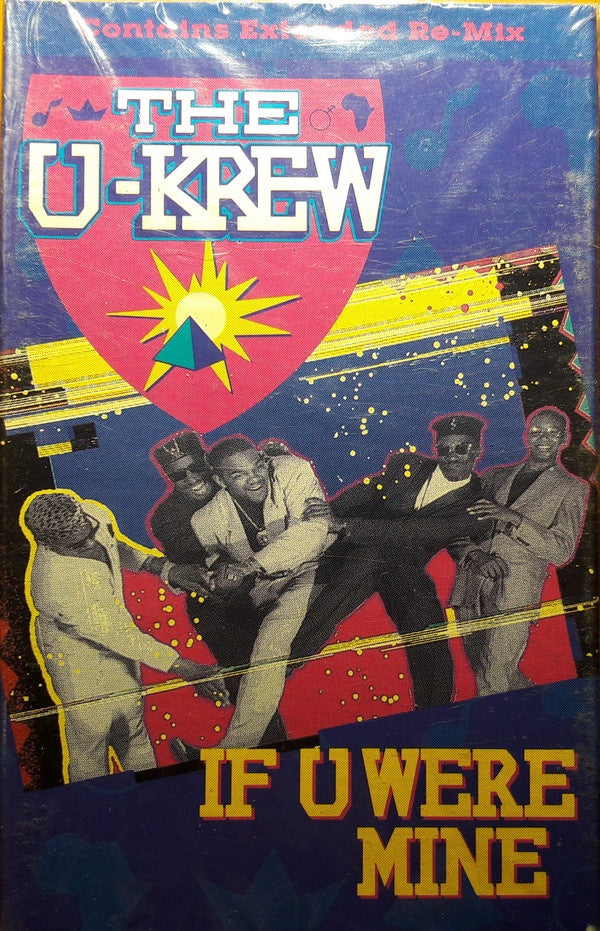 Contains Extended Re-Mix
THE
U-KREW
IF U WERE
MINE